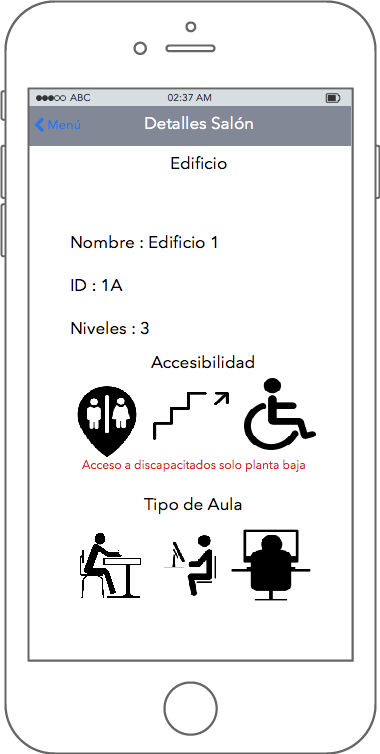 ABC 02:37 AM
Menú Detalles Salón
Edificio
Nombre : Edificio 1
ID : 1A
Niveles : 3
Accesibilidad
Acceso a discapacitados solo planta baja
Tipo de Aula